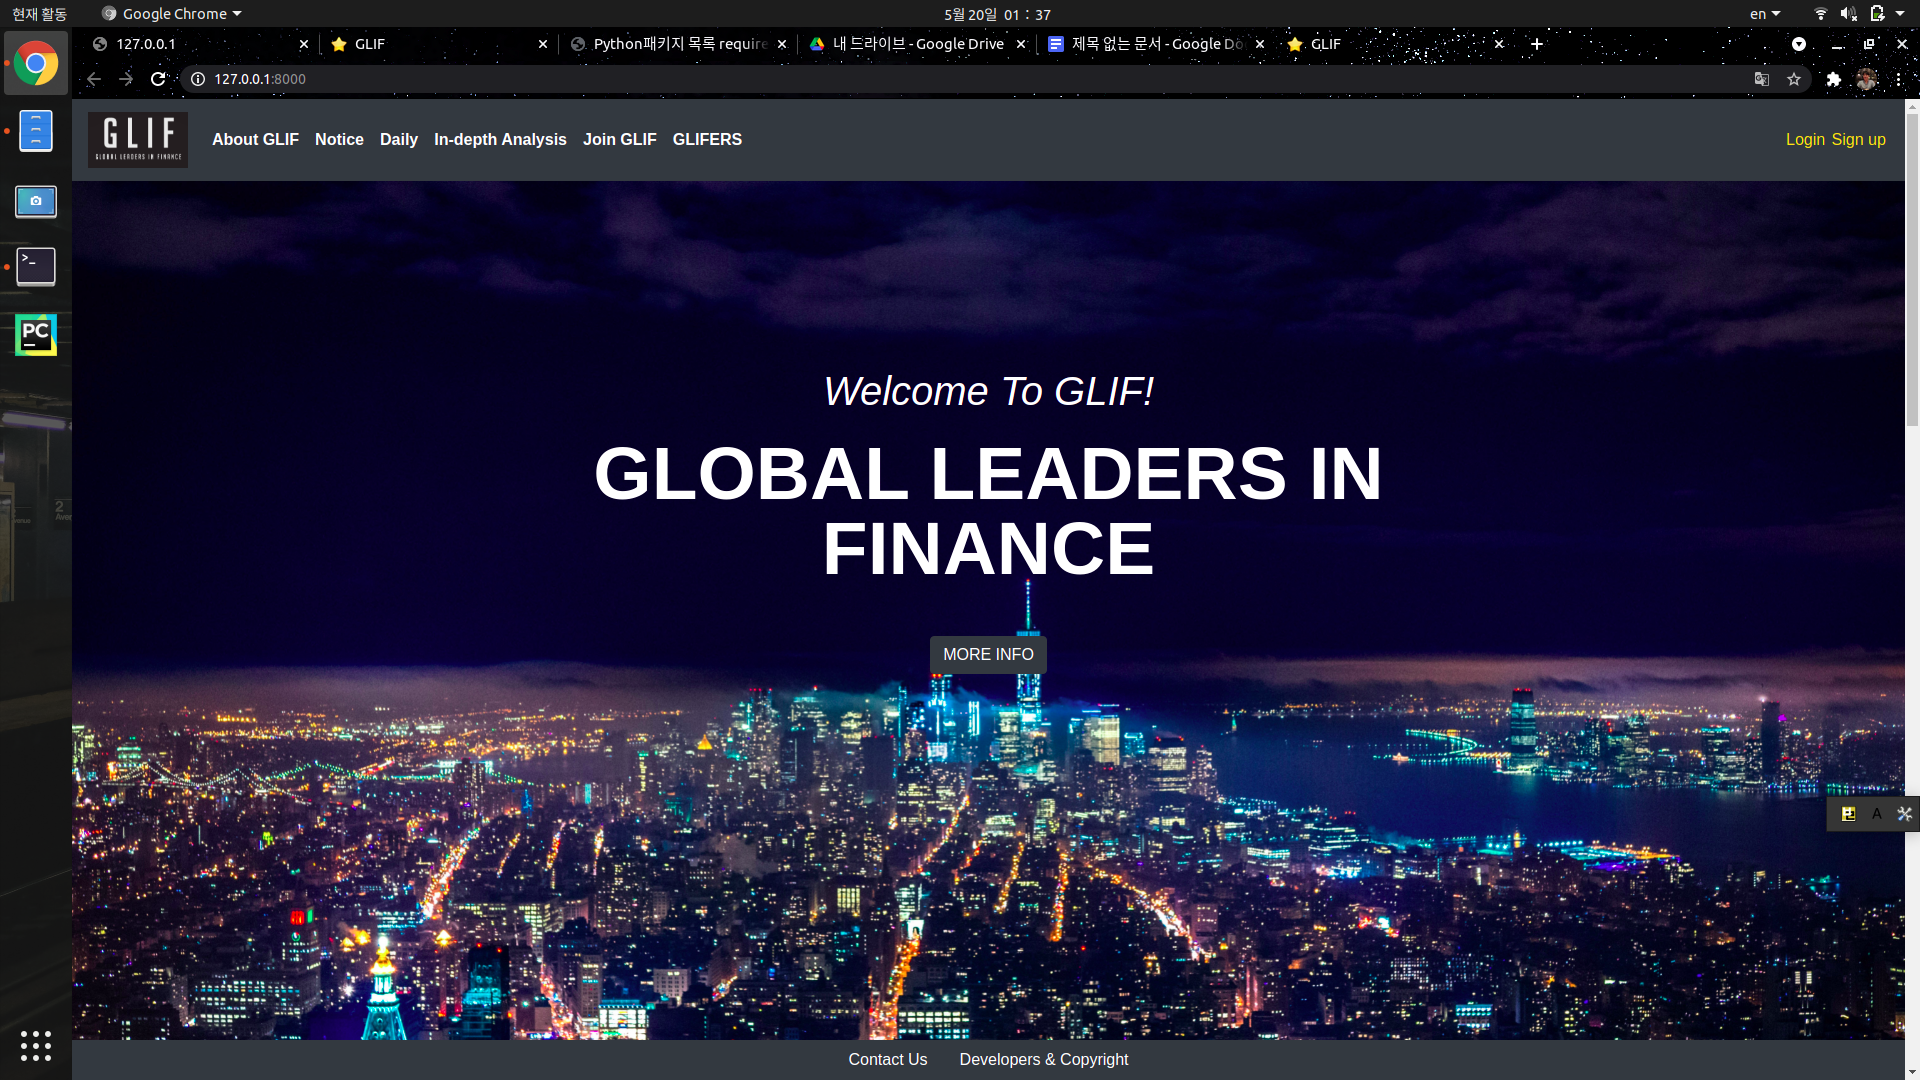 현재 활동 Google Chrome 5월 20일 01 : 37 en
127.0.0.1 GLIF Python패키지 목록 require 내 드라이브 - Google Drive 제목 없는 문서 - Google Do GLIF
127.0.0.1:8000
GLIF
GLOBAL LEADERS IN FINANCE
About GLIF Notice Daily In-depth Analysis Join GLIF GLIFERS Login Sign up
PC
Welcome To GLIF!
GLOBAL LEADERS IN
FINANCE
MORE INFO
A
Contact Us Developers & Copyright